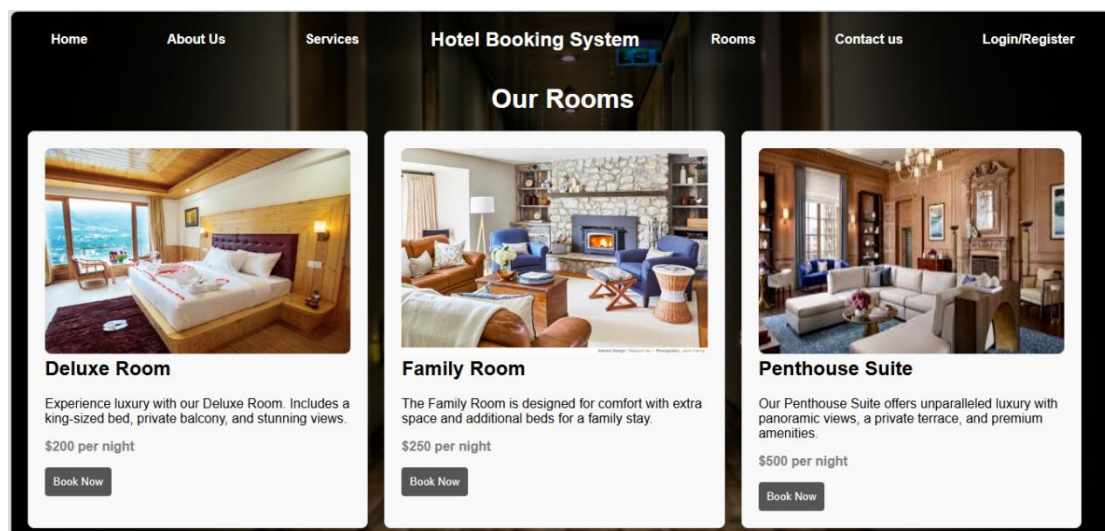 Home About Us Services Hotel Booking System Rooms Contact us Login/Register
Our Rooms
Deluxe Room
Experience luxury with our Deluxe Room. Includes a
king-sized bed, private balcony, and stunning views.
$200 per night
Book Now
Family Room
The Family Room is designed for comfort with extra
space and additional beds for a family stay.
$250 per night
Book Now
Penthouse Suite
Our Penthouse Suite offers unparalleled luxury with
panoramic views, a private terrace, and premium
amenities.
$500 per night
Book Now